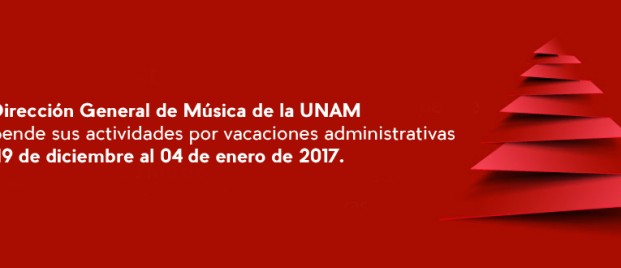 Dirección General de Música de la UNAM
pende sus actividades por vacaciones administrativas
19 de diciembre al 04 de enero de 2017.